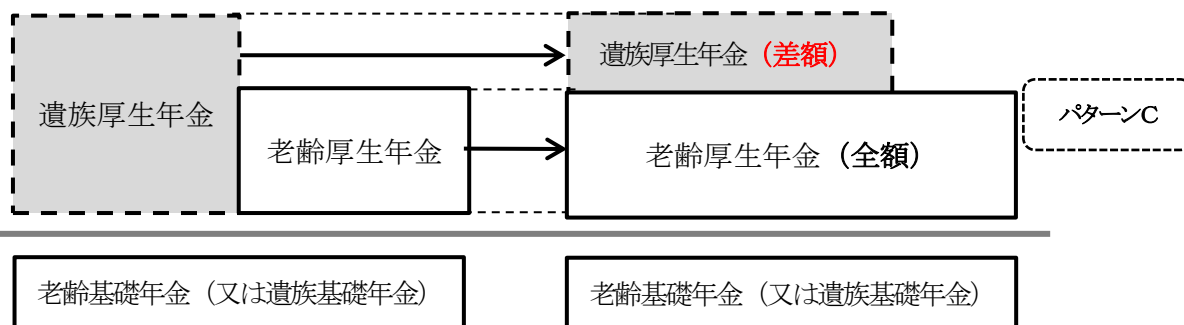 遺族厚生年金（差額）
遺族厚生年金
パターンC
老齢厚生年金
老齢厚生年金（全額）
老齢基礎年金（又は遺族基礎年金）
老齢基礎年金（又は遺族基礎年金）